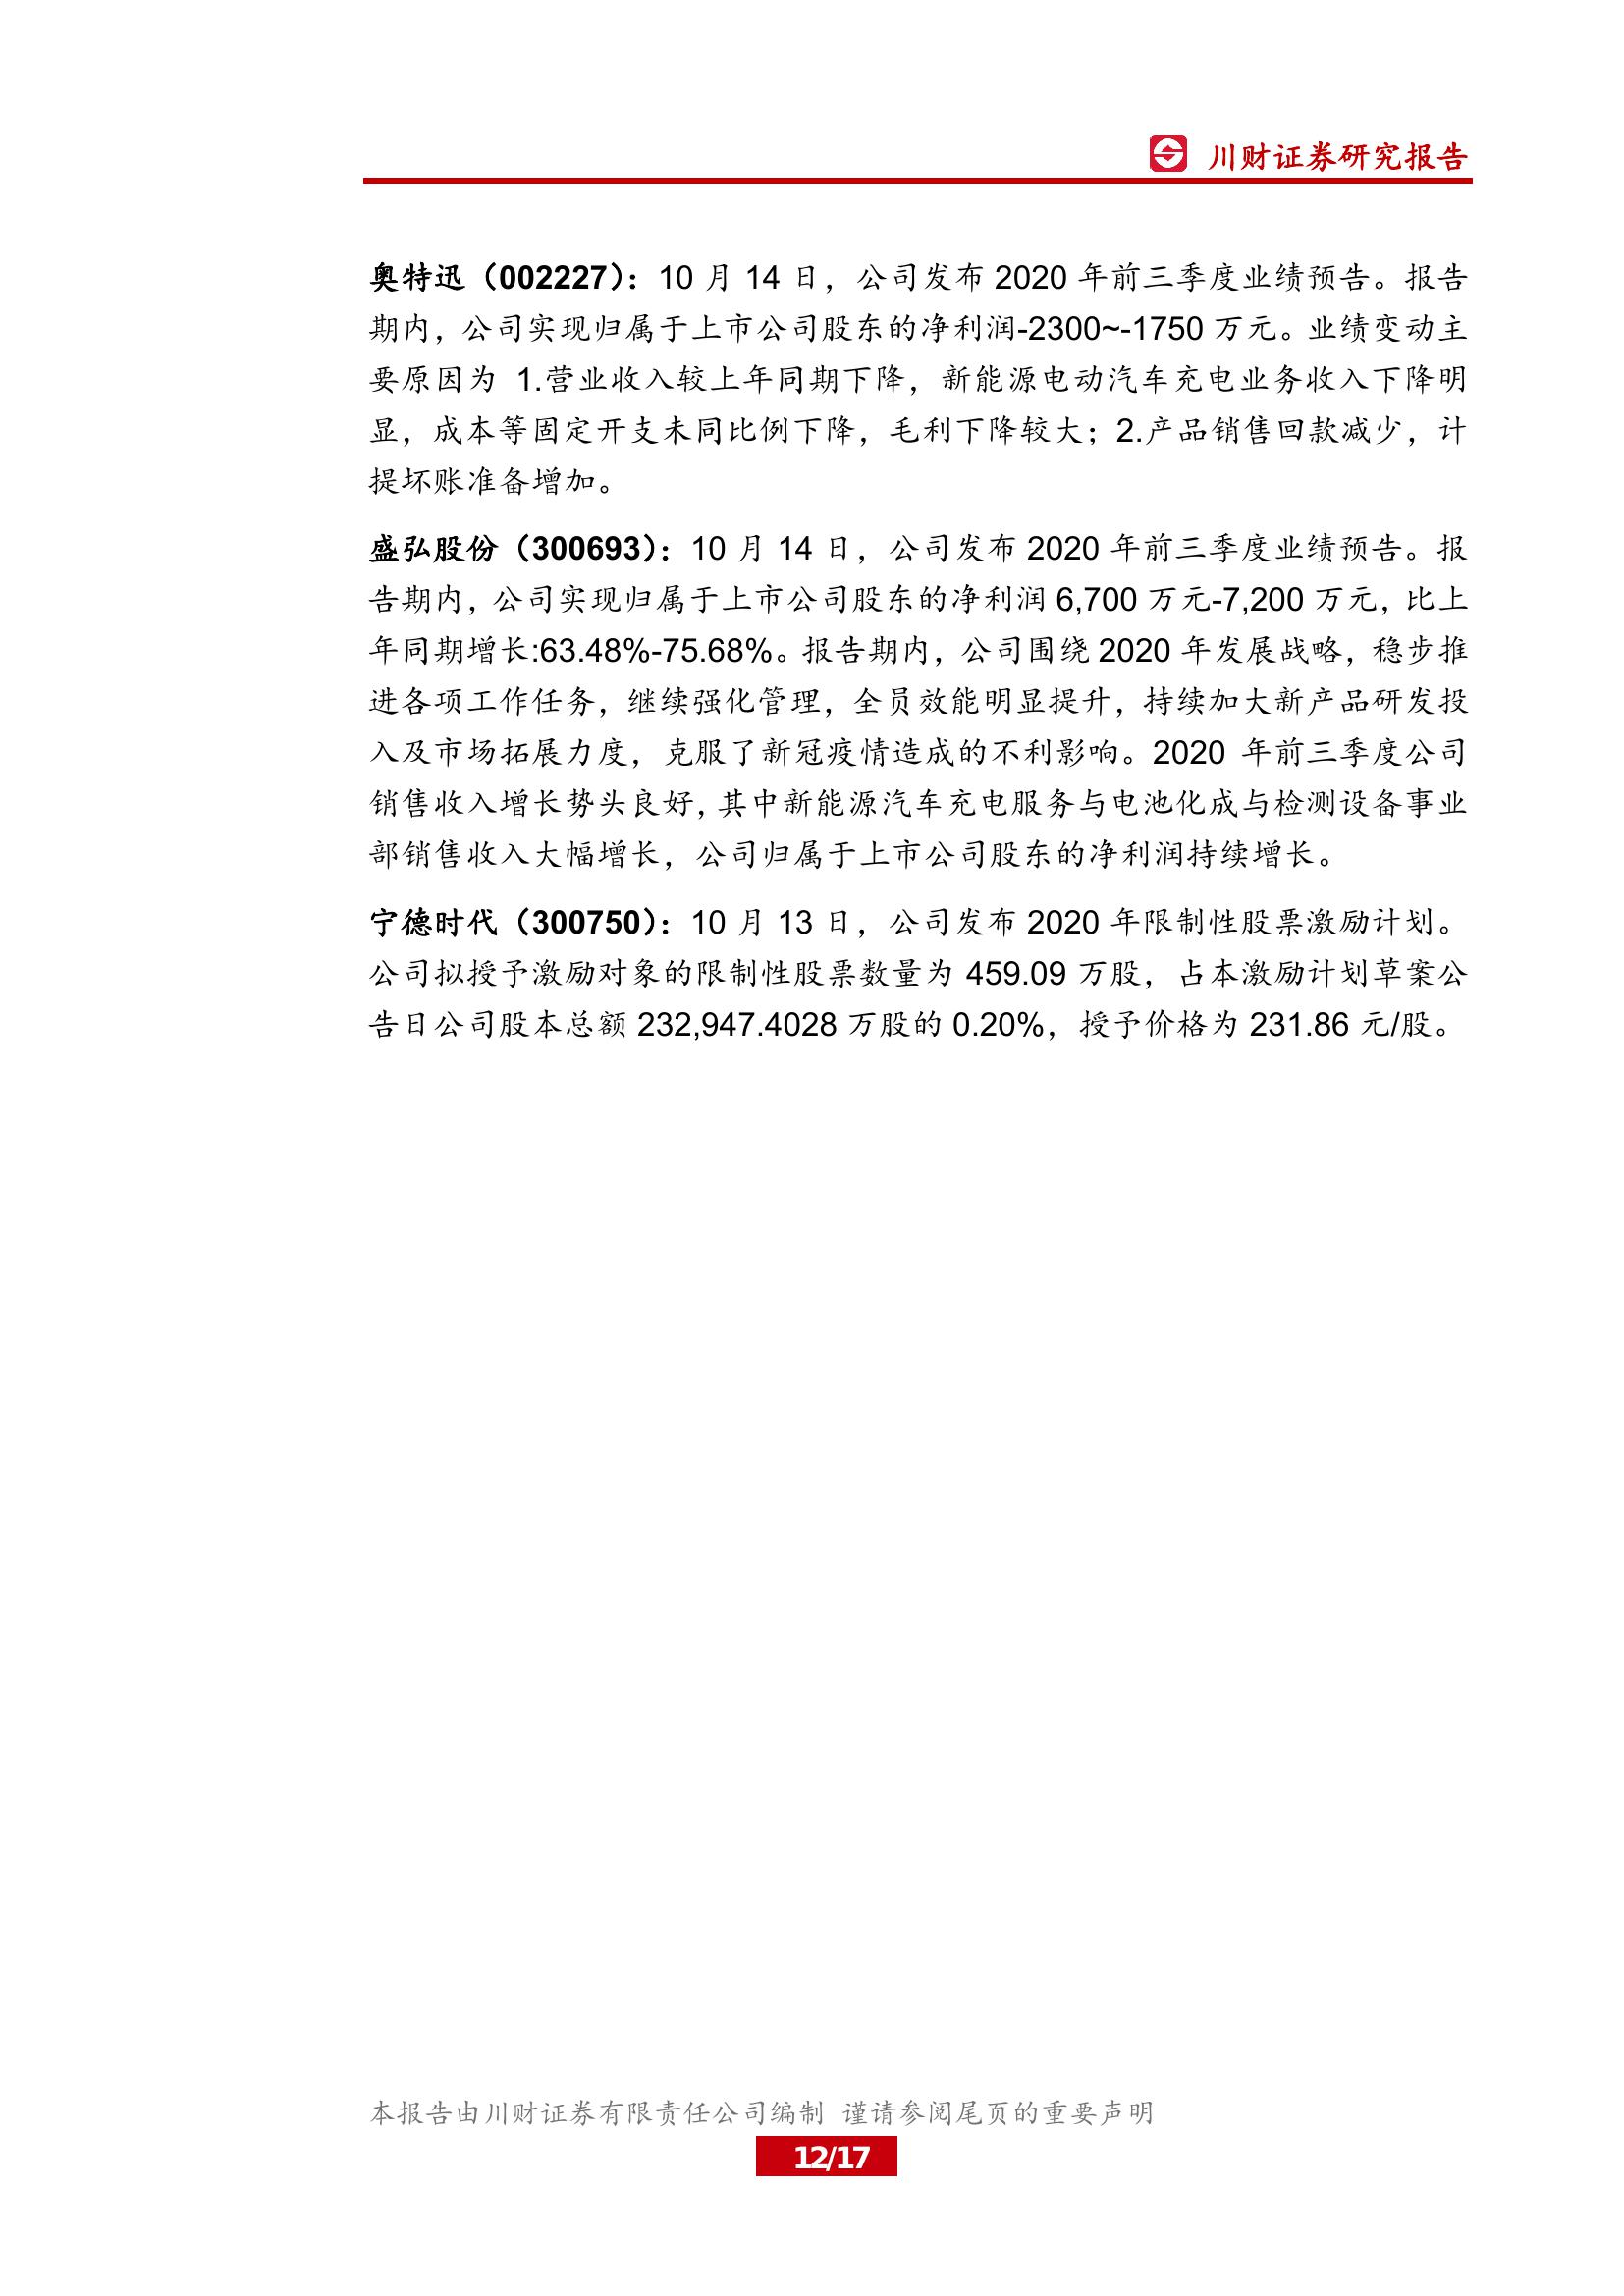 川财证券研究报告
奥特迅（002227）：10 月 14 日，公司发布 2020 年前三季度业绩预告。报告
期内，公司实现归属于上市公司股东的净利润-2300~-1750 万元。业绩变动主
要原因为 1.营业收入较上年同期下降，新能源电动汽车充电业务收入下降明
显，成本等固定开支未同比例下降，毛利下降较大；2.产品销售回款减少，计
提坏账准备增加。
盛弘股份（300693）：10 月 14 日，公司发布 2020 年前三季度业绩预告。报
告期内，公司实现归属于上市公司股东的净利润 6,700 万元-7,200 万元，比上
年同期增长:63.48%-75.68%。报告期内，公司围绕 2020 年发展战略，稳步推
进各项工作任务，继续强化管理，全员效能明显提升，持续加大新产品研发投
入及市场拓展力度，克服了新冠疫情造成的不利影响。2020 年前三季度公司
销售收入增长势头良好，其中新能源汽车充电服务与电池化成与检测设备事业
部销售收入大幅增长，公司归属于上市公司股东的净利润持续增长。
宁德时代（300750）：10 月 13 日，公司发布 2020 年限制性股票激励计划。
公司拟授予激励对象的限制性股票数量为 459.09 万股，占本激励计划草案公
告日公司股本总额 232,947.4028 万股的 0.20%，授予价格为 231.86 元/股。
本报告由川财证券有限责任公司编制 谨请参阅尾页的重要声明
12/17